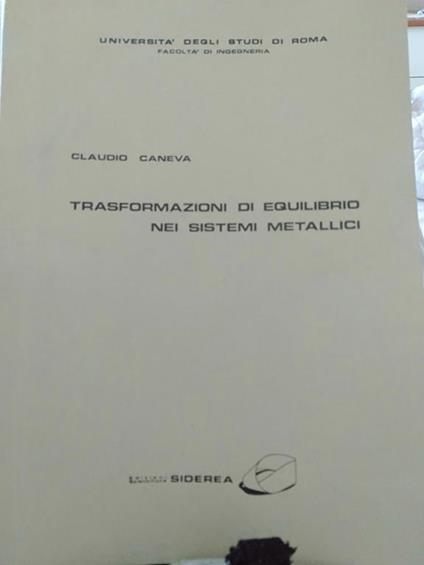 UNIVERSITA' DEGLI STUDI DI ROMA
FACOLTA' DI INGEGNERIA
CLAUDIO CANEVA
TRASFORMAZIONI DI EQUILIBRIO
NEI SISTEMI METALLICI
SIDEREA